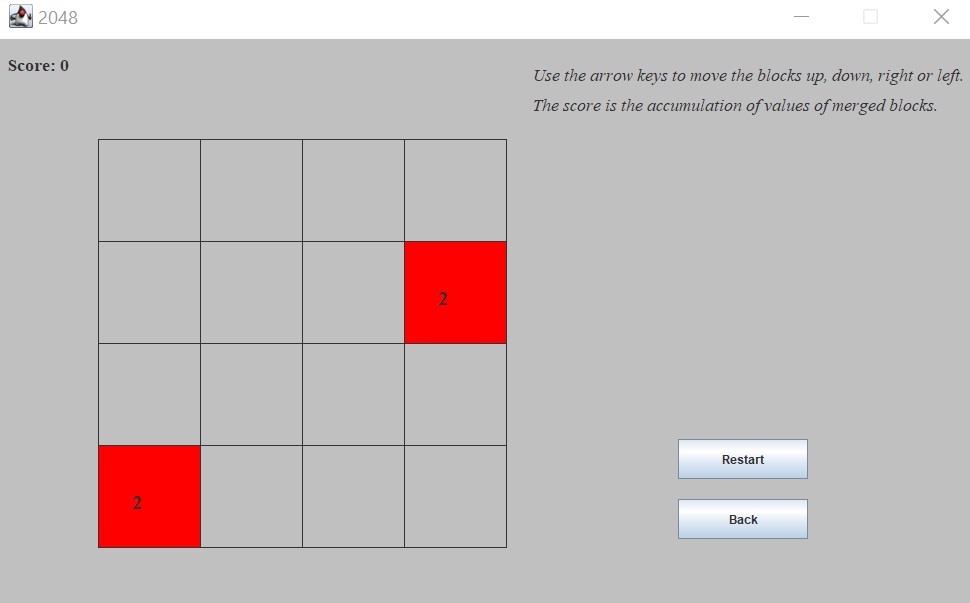 2048
Score: 0
Use the arrow keys to move the blocks up, down, right or left.
The score is the accumulation of values of merged blocks.
2
2
Restart
Back